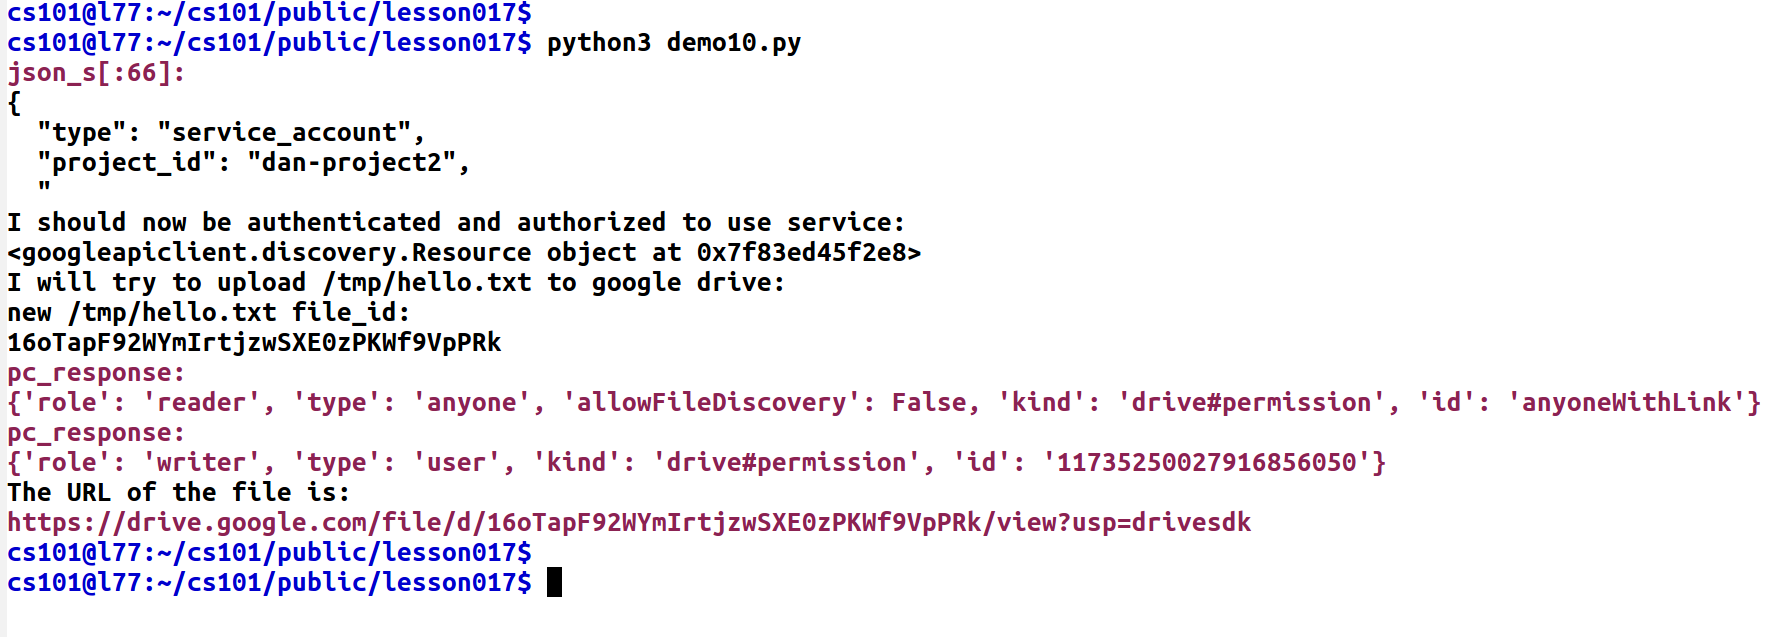 cs101@l77:~/cs101/public/lesson017$
cs101@l77:~/cs101/public/lesson017$ python3 demo10.py
json_s[:66]:
{
  "type": "service_account",
  "project_id": "dan-project2",
  "
I should now be authenticated and authorized to use service:
<googleapiclient.discovery.Resource object at 0x7f83ed45f2e8>
I will try to upload /tmp/hello.txt to google drive:
new /tmp/hello.txt file_id:
16oTapF92WYmIrtjzwSXE0zPKWf9VpPRk
pc_response:
{'role': 'reader', 'type': 'anyone', 'allowFileDiscovery': False, 'kind': 'drive#permission', 'id': 'anyoneWithLink'}
pc_response:
{'role': 'writer', 'type': 'user', 'kind': 'drive#permission', 'id': '11735250027916856050'}
The URL of the file is:
https://drive.google.com/file/d/16oTapF92WYmIrtjzwSXE0zPKWf9VpPRk/view?usp=drivesdk
cs101@l77:~/cs101/public/lesson017$
cs101@l77:~/cs101/public/lesson017$